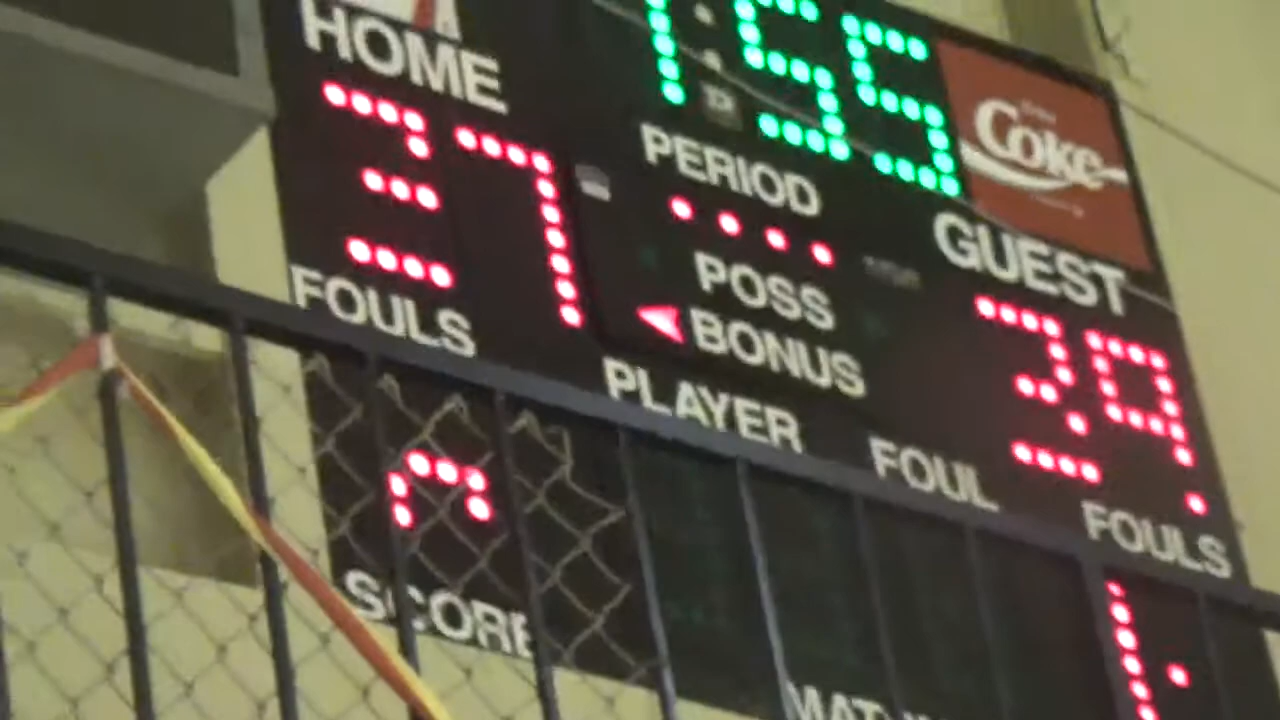 HOME
1:55
Coke
37
PERIOD
GUEST
POSS
39
FOULS
BONUS
PLAYER
FOUL
FOULS
SCORE